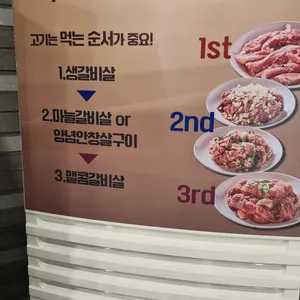 고기는 먹는 순서가 중요!
1st
1.생갈비살
2.마늘갈비살 or
2nd
양념안창살구이
3.맬콤갈비살
3rd